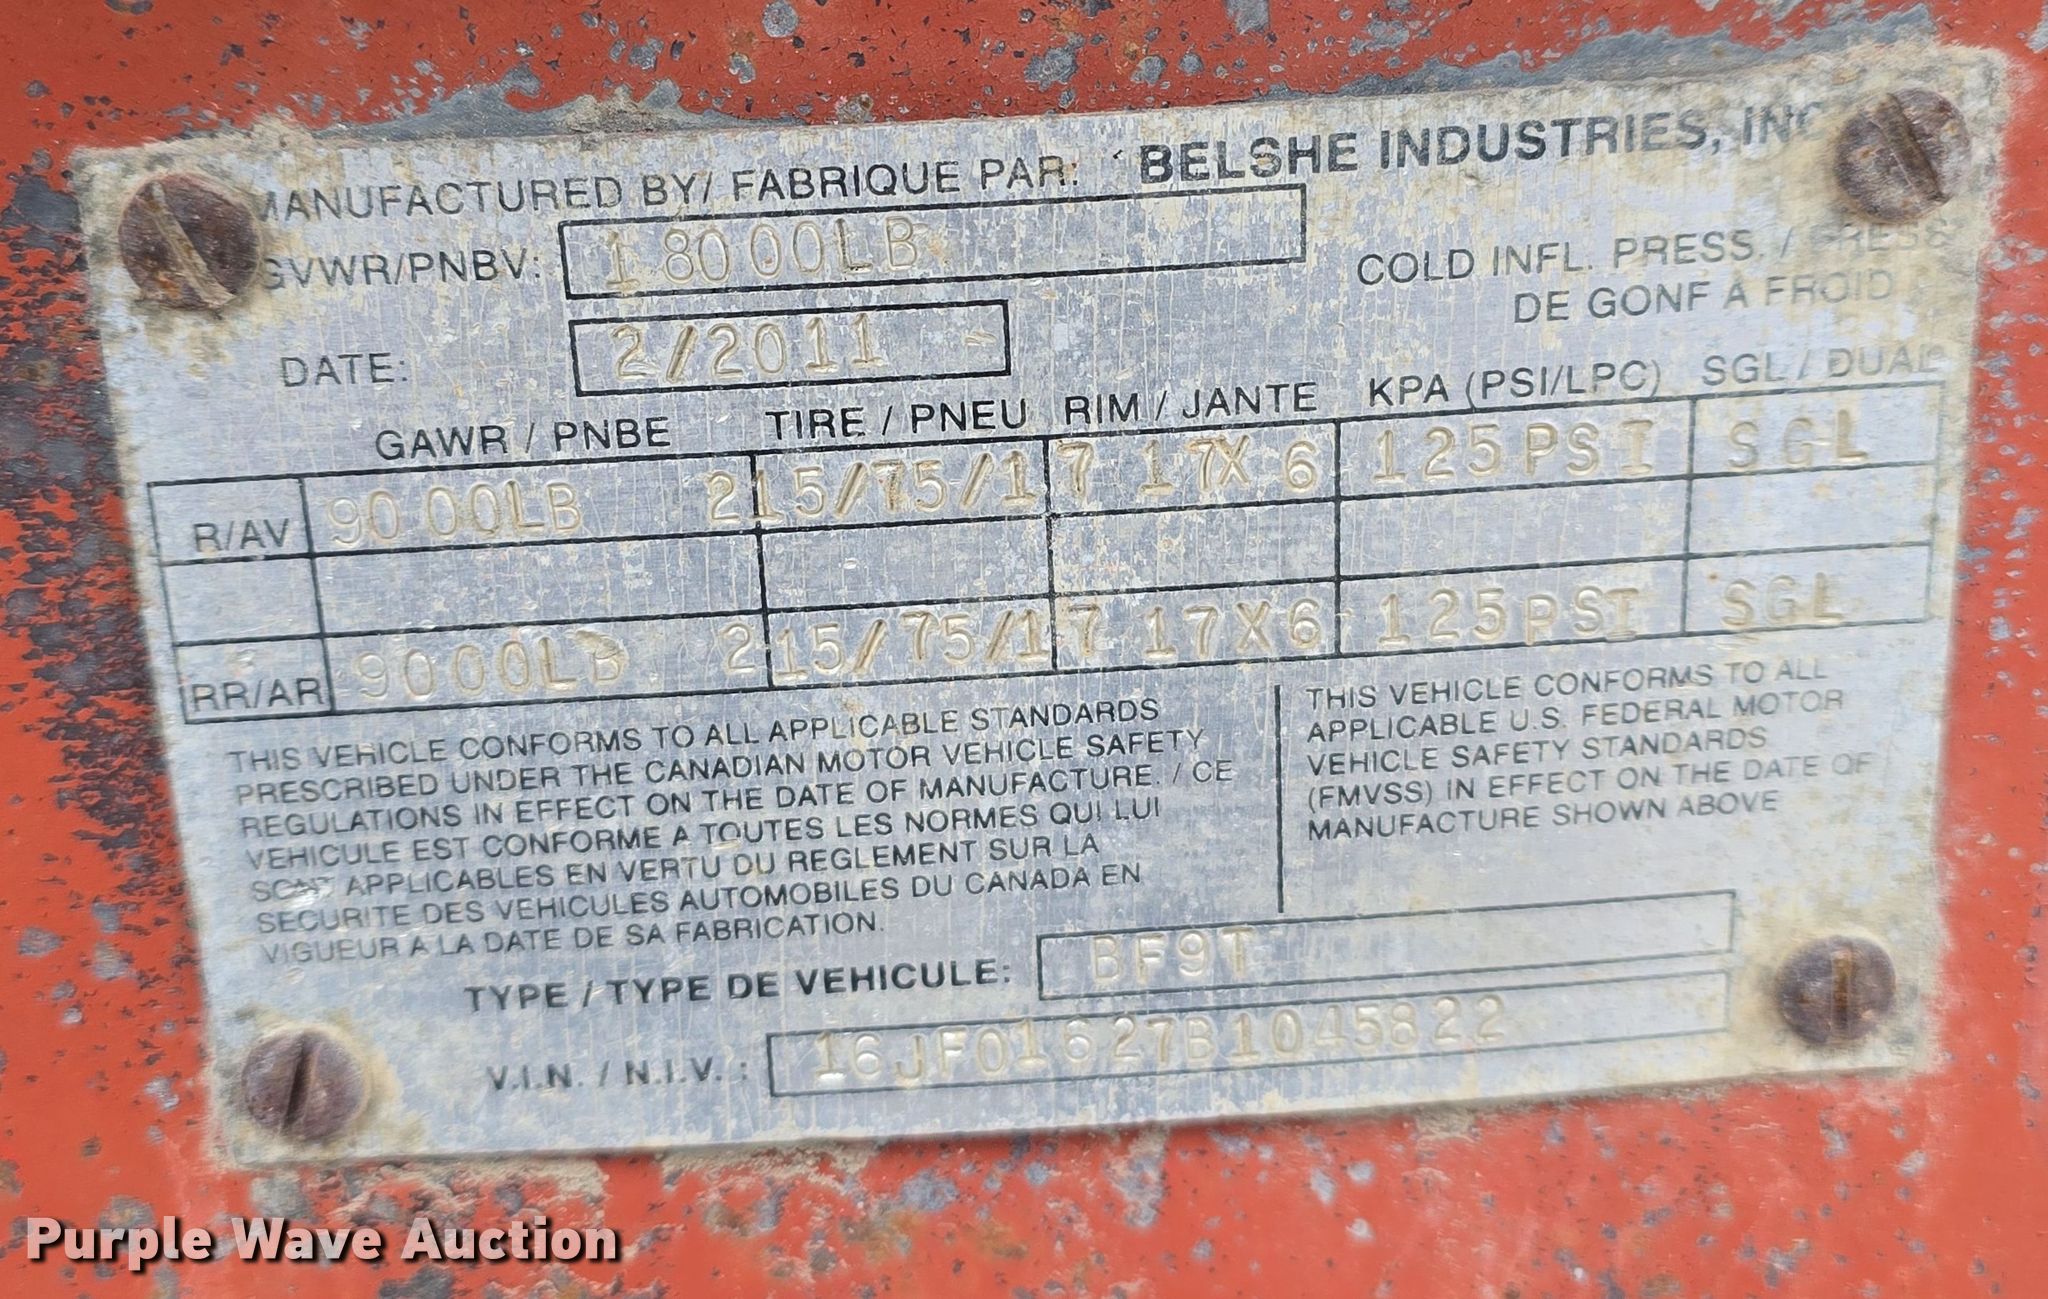 MANUFACTURED BY/ FABRIQUE PAR: BELSHE INDUSTRIES, INC
GVWR/PNBV: 18000LB
COLD INFL. PRESS. / PRESS
DE GONF A FROID
DATE: 2/2011 -
GAWR / PNBE TIRE / PNEU RIM / JANTE KPA (PSI/LPC) SGL / DUAL
R/AV 9000LB 215/75/17 17X6 125PSI SGL
RR/AR 9000LB 215/75/17 17X6 125PSI SGL
THIS VEHICLE CONFORMS TO ALL APPLICABLE STANDARDS
PRESCRIBED UNDER THE CANADIAN MOTOR VEHICLE SAFETY
REGULATIONS IN EFFECT ON THE DATE OF MANUFACTURE. / CE
VEHICULE EST CONFORME A TOUTES LES NORMES QUI LUI
SONT APPLICABLES EN VERTU DU REGLEMENT SUR LA
SECURITE DES VEHICULES AUTOMOBILES DU CANADA EN
VIGUEUR A LA DATE DE SA FABRICATION.
THIS VEHICLE CONFORMS TO ALL
APPLICABLE U.S. FEDERAL MOTOR
VEHICLE SAFETY STANDARDS
(FMVSS) IN EFFECT ON THE DATE OF
MANUFACTURE SHOWN ABOVE
TYPE / TYPE DE VEHICULE: BF9T
V.I.N. / N.I.V. : 16JF01627B1045822
Purple Wave Auction